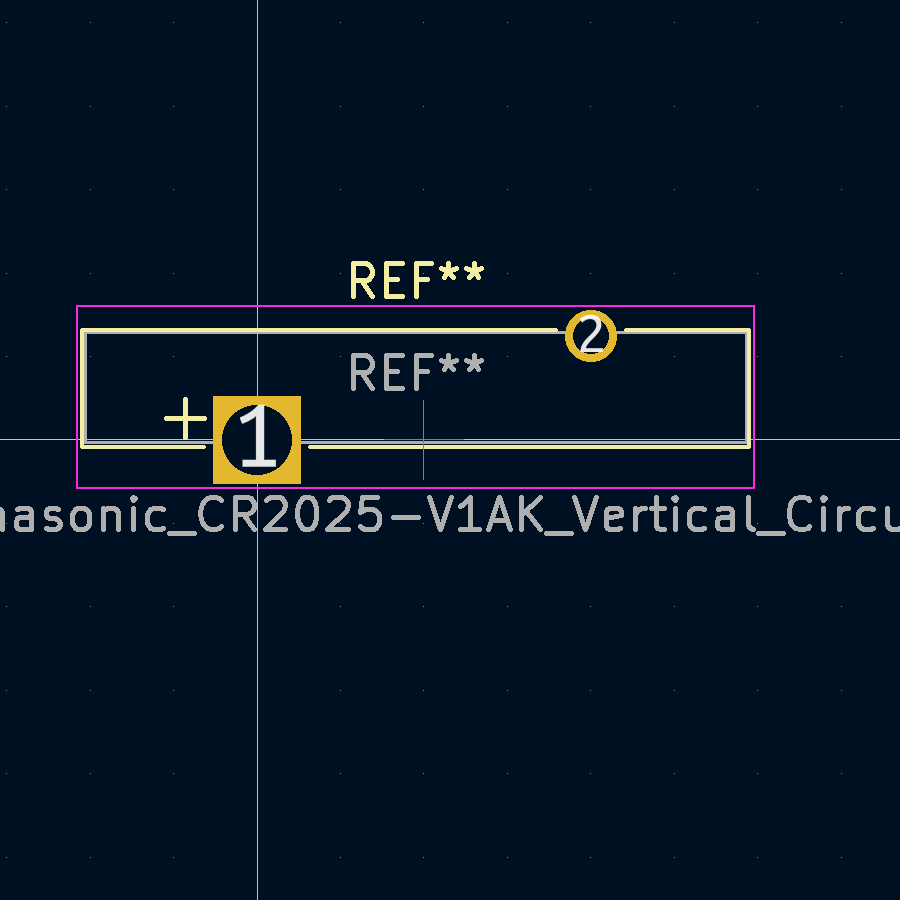 REF**
2
REF**
+
1
nasonic_CR2025-V1AK_Vertical_Circu